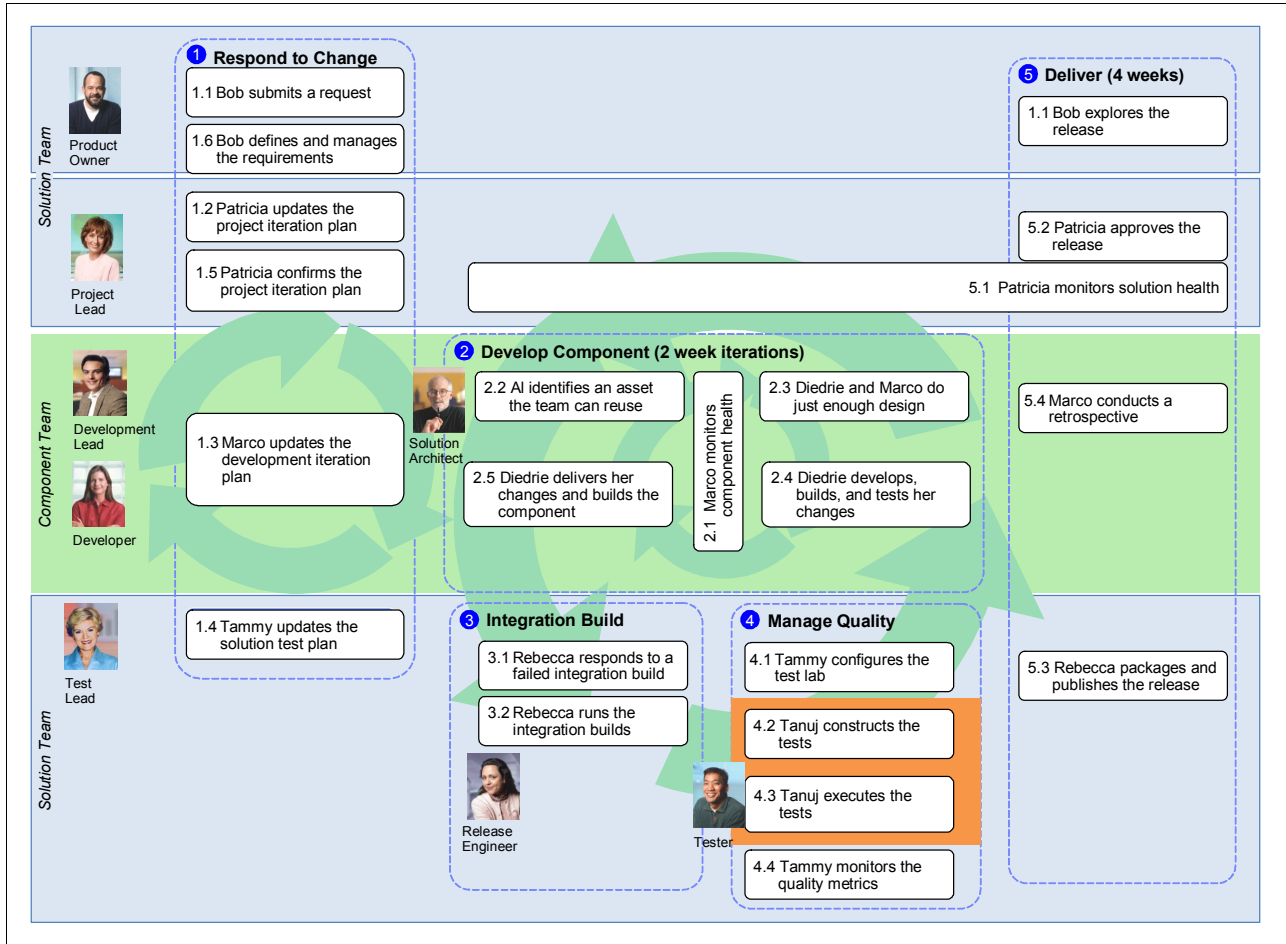 Solution Team
Product
Owner
Project
Lead
1 Respond to Change
1.1 Bob submits a request
1.6 Bob defines and manages
the requirements
1.2 Patricia updates the
project iteration plan
1.5 Patricia confirms the
project iteration plan
5 Deliver (4 weeks)
1.1 Bob explores the
release
5.2 Patricia approves the
release
5.1 Patricia monitors solution health
Component Team
Development
Lead
Developer
1.3 Marco updates the
development iteration
plan
Solution
Architect
2 Develop Component (2 week iterations)
2.2 Al identifies an asset
the team can reuse
2.5 Diedrie delivers her
changes and builds the
component
2.1 Marco monitors
component health
2.3 Diedrie and Marco do
just enough design
2.4 Diedrie develops,
builds, and tests her
changes
5.4 Marco conducts a
retrospective
Solution Team
Test
Lead
1.4 Tammy updates the
solution test plan
3 Integration Build
3.1 Rebecca responds to a
failed integration build
3.2 Rebecca runs the
integration builds
Release
Engineer
4 Manage Quality
4.1 Tammy configures the
test lab
4.2 Tanuj constructs the
tests
4.3 Tanuj executes the
tests
Tester
4.4 Tammy monitors the
quality metrics
5.3 Rebecca packages and
publishes the release